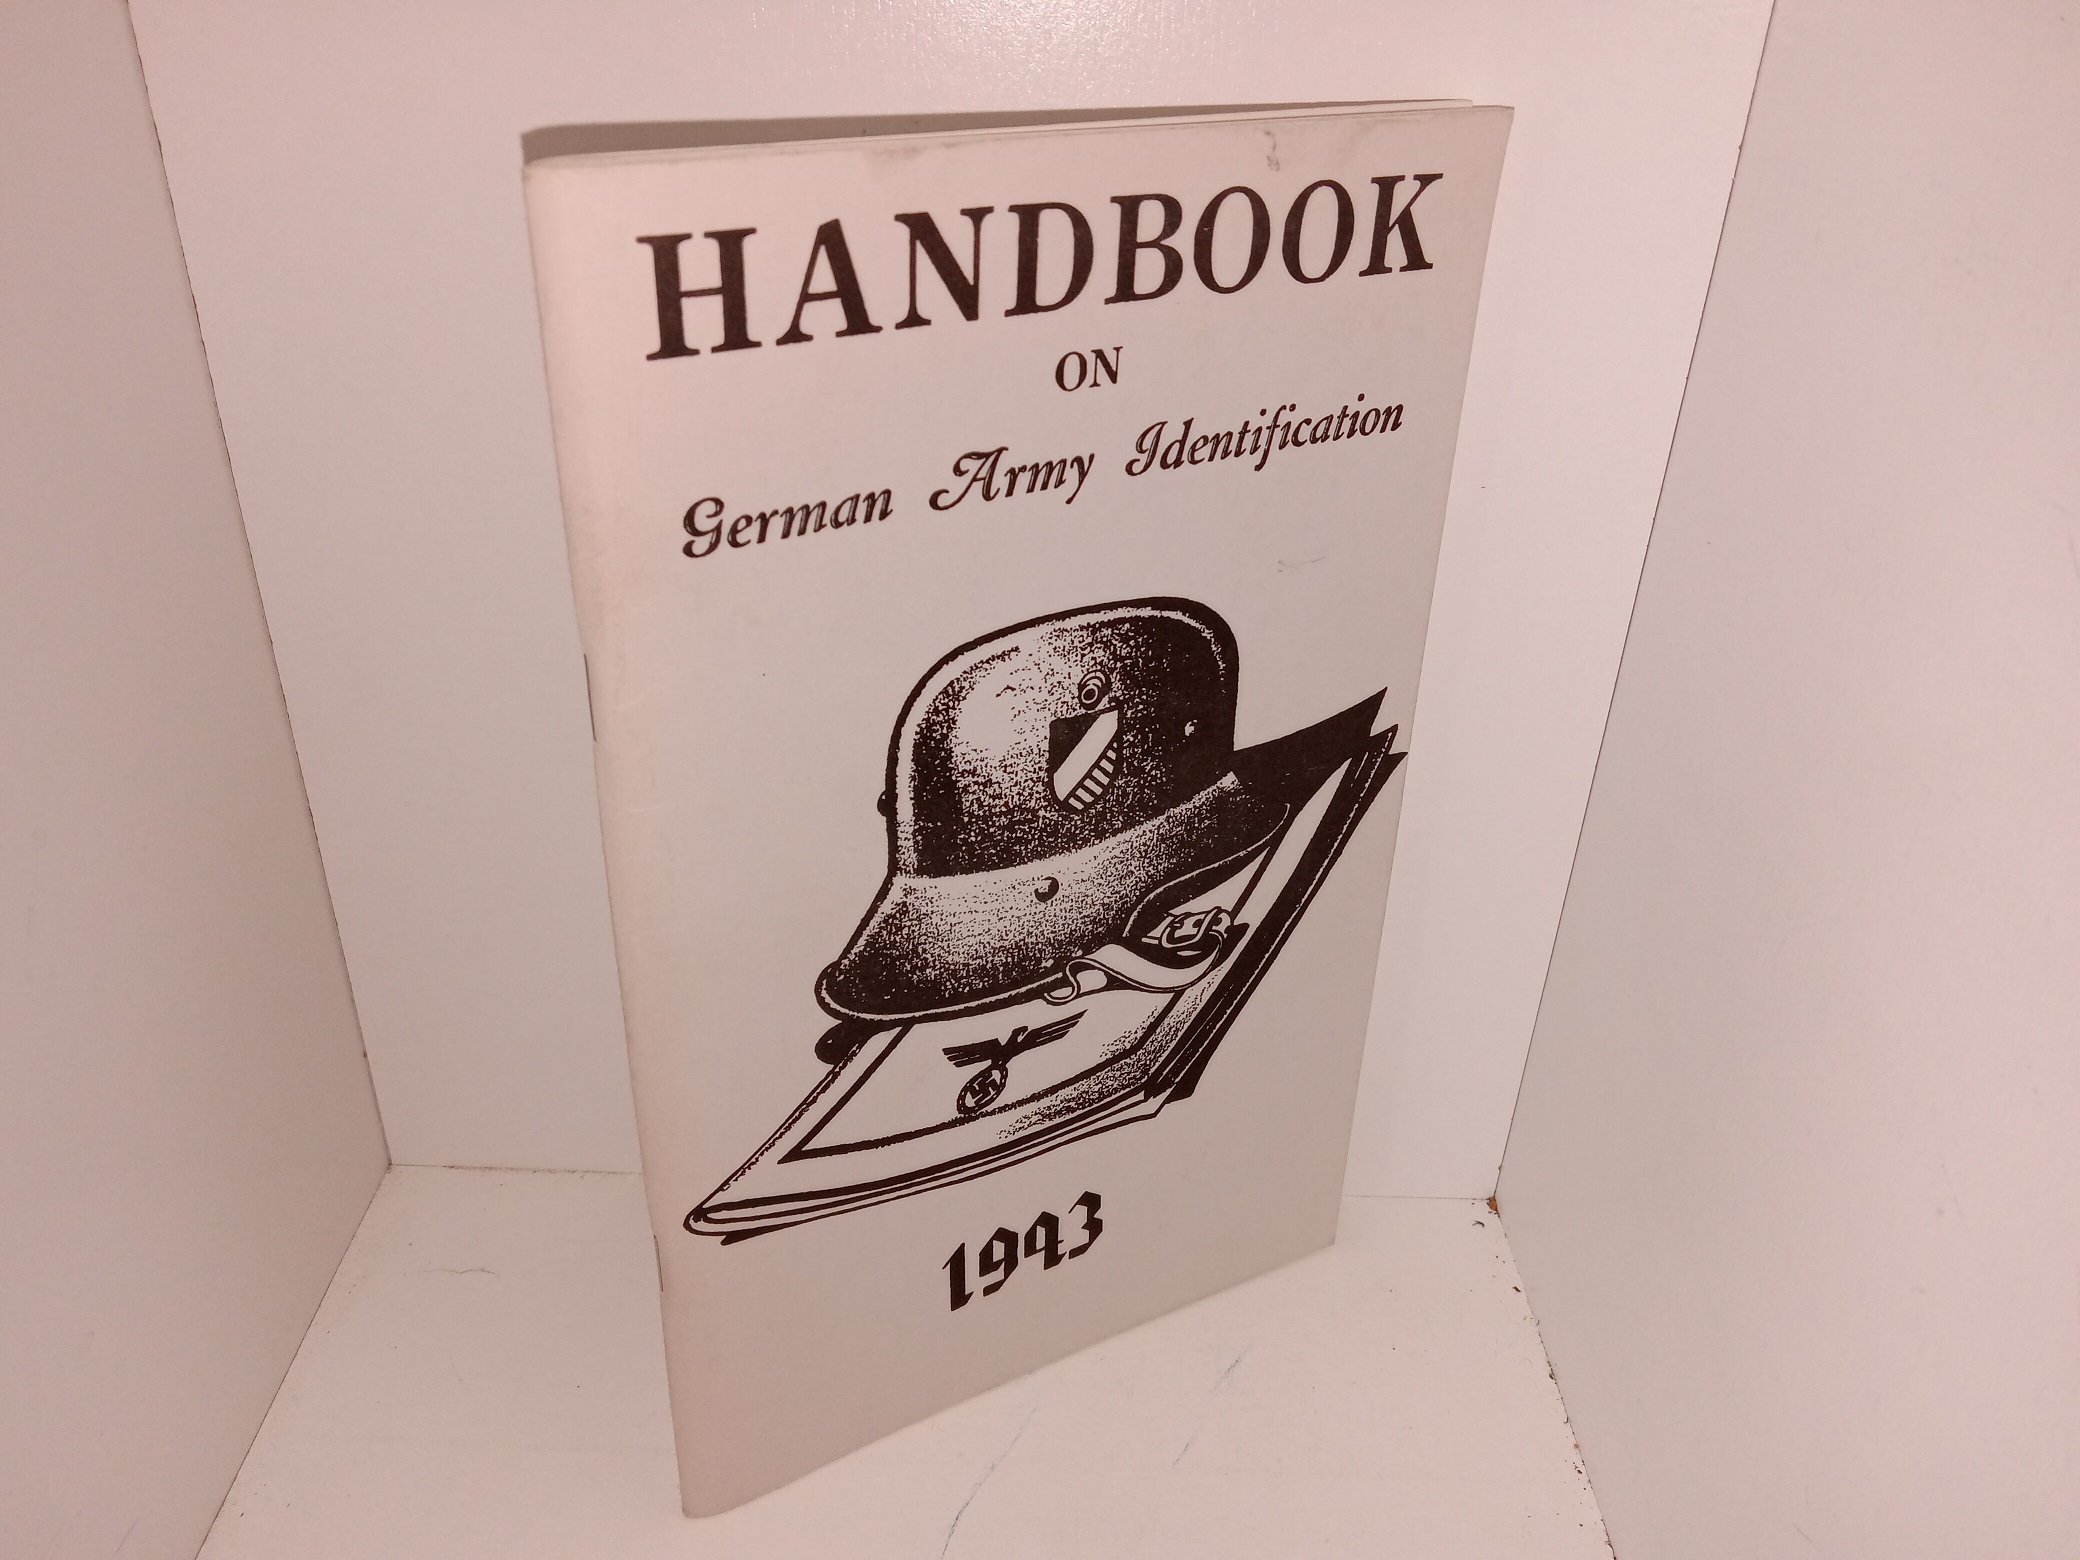 HANDBOOK
ON
German Army Identification
1943